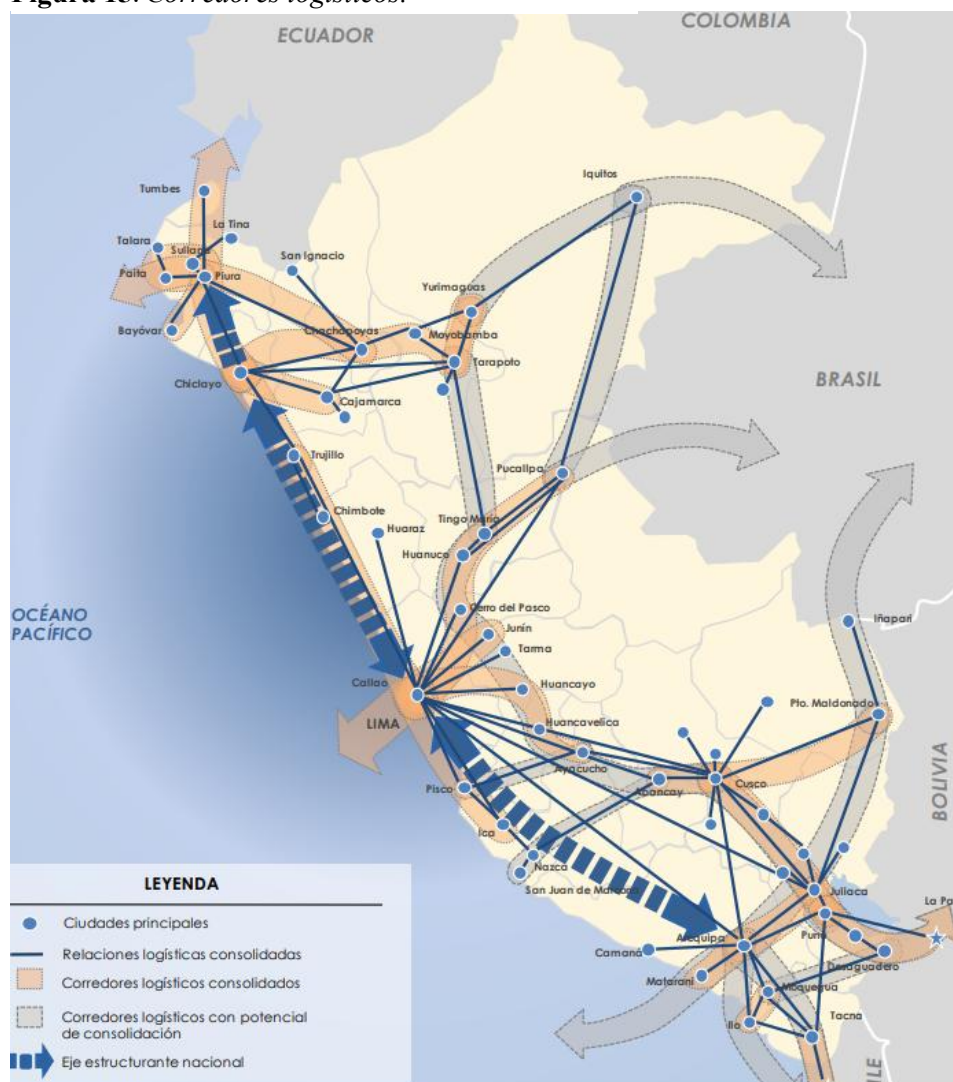 Figura 15. Corredores logísticos.
ECUADOR
COLOMBIA
Tumbes
Iquitos
La Tina
Talara
Sullana
San Ignacio
Paita
Piura
Yurimaguas
Bayóvar
Chachapoyas
Moyobamba
Tarapoto
Chiclayo
BRASIL
Cajamarca
Trujillo
Pucallpa
Chimbote
Tingo María
Huaraz
Huanuco
OCÉANO
PACÍFICO
Cerro del Pasco
Iñapari
Junín
Tarma
Callao
Huancayo
LIMA
Pto. Maldonado
Huancavelica
Ayacucho
BOLIVIA
Pisco
Abancay
Cusco
Ica
Nazca
San Juan de Marcona
Juliaca
La Pa
Arequipa
Puno
Camaná
Desaguadero
Matarani
Moquegua
Ilo
Tacna
ILE
LEYENDA
Ciudades principales
Relaciones logísticas consolidadas
Corredores logísticos consolidados
Corredores logísticos con potencial
de consolidación
Eje estructurante nacional